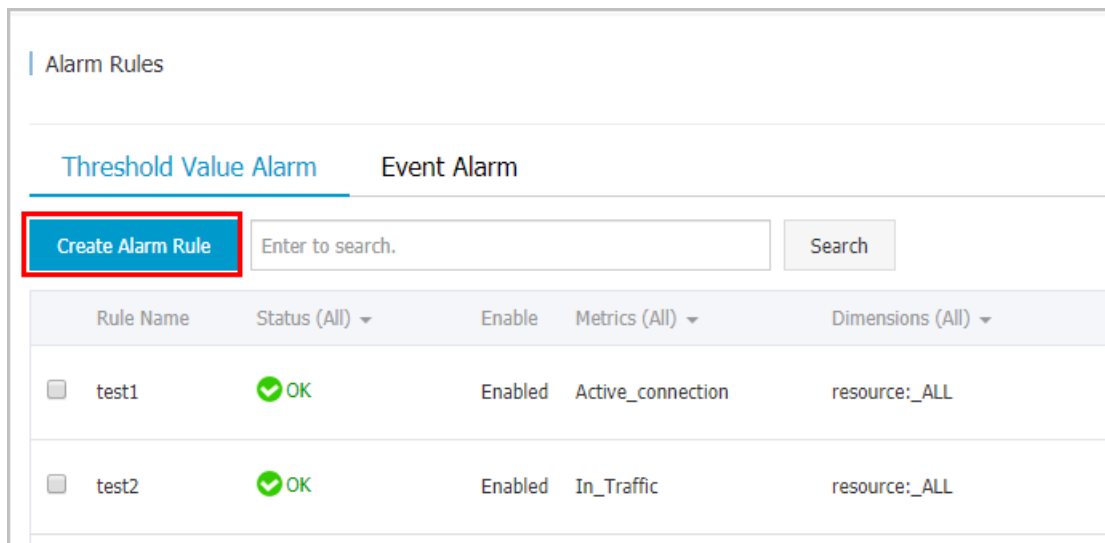 Alarm Rules
Threshold Value Alarm Event Alarm
Create Alarm Rule Enter to search. Search
Rule Name Status (All) Enable Metrics (All) Dimensions (All)
test1 OK Enabled Active_connection resource:_ALL
test2 OK Enabled In_Traffic resource:_ALL